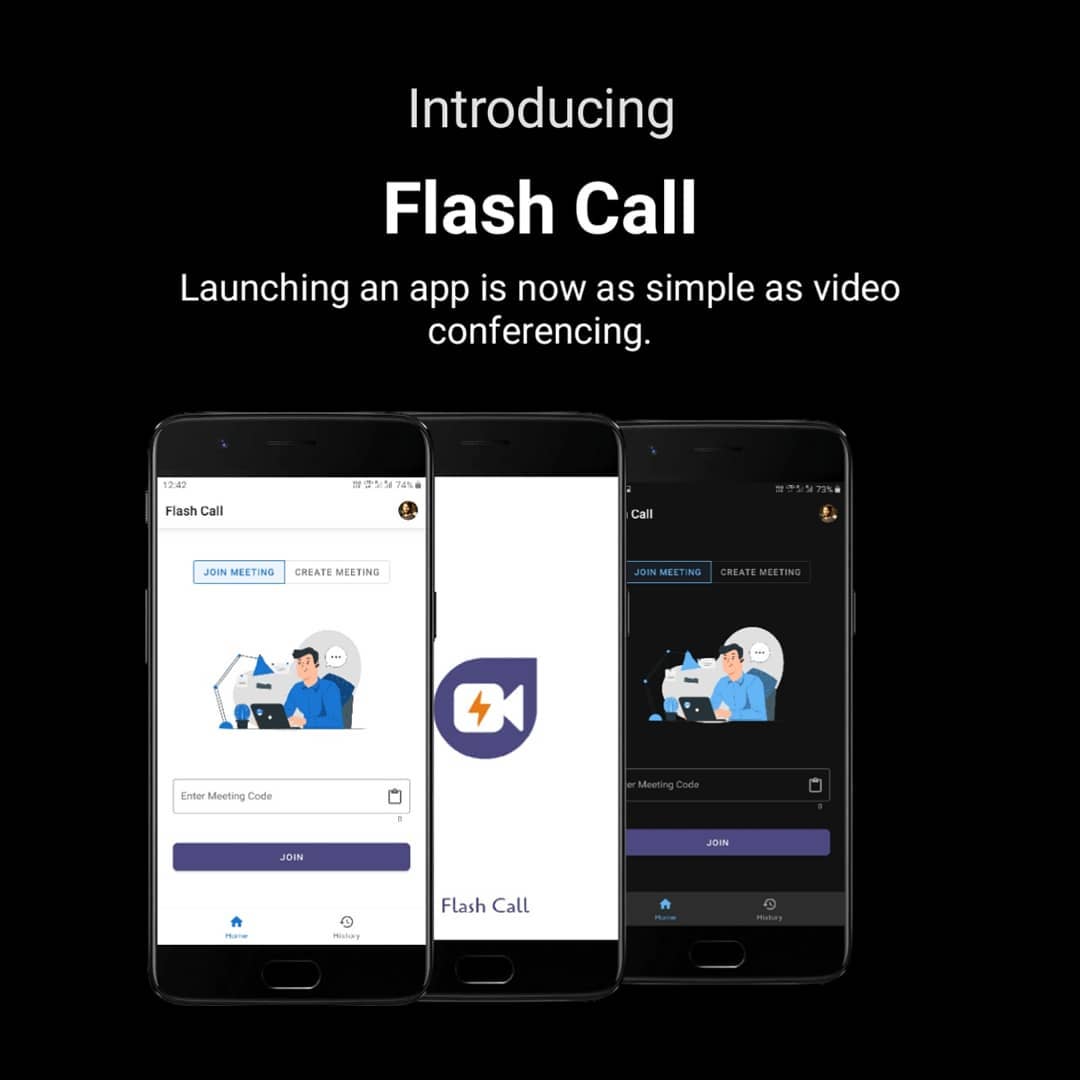 Introducing
Flash Call
Launching an app is now as simple as video
conferencing.
12:42
74%
Flash Call
JOIN MEETING
CREATE MEETING
Enter Meeting Code
0
JOIN
Home
History
Flash Call
73%
Call
JOIN MEETING
CREATE MEETING
er Meeting Code
0
JOIN
Home
History